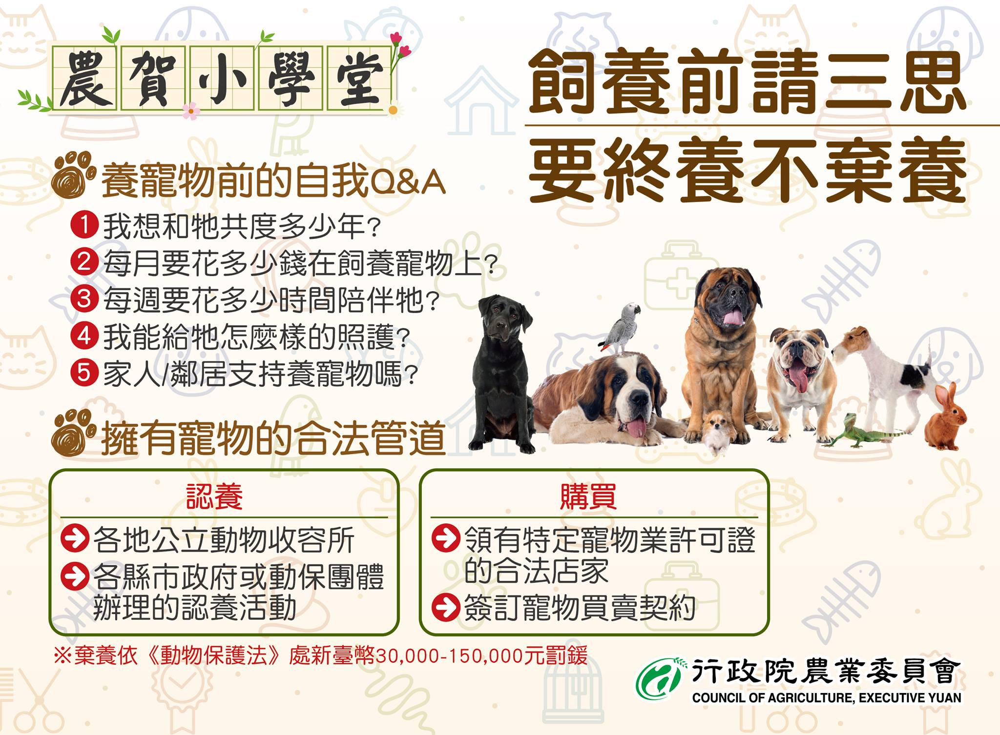 農賀小學堂
飼養前請三思
要終養不棄養
養寵物前的自我Q&A
1 我想和牠共度多少年?
2 每月要花多少錢在飼養寵物上?
3 每週要花多少時間陪伴牠?
4 我能給牠怎麼樣的照護?
5 家人/鄰居支持養寵物嗎?
擁有寵物的合法管道
認養
各地公立動物收容所
各縣市政府或動保團體
辦理的認養活動
購買
領有特定寵物業許可證
的合法店家
簽訂寵物買賣契約
※棄養依《動物保護法》處新臺幣30,000-150,000元罰鍰
行政院農業委員會
COUNCIL OF AGRICULTURE, EXECUTIVE YUAN